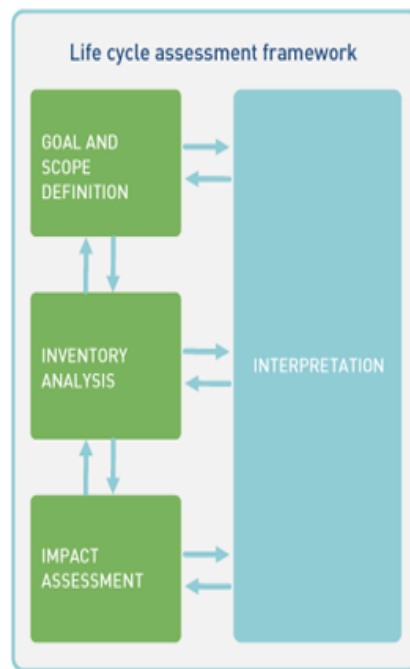 Life cycle assessment framework
GOAL AND
SCOPE
DEFINITION
INVENTORY
ANALYSIS
INTERPRETATION
IMPACT
ASSESSMENT